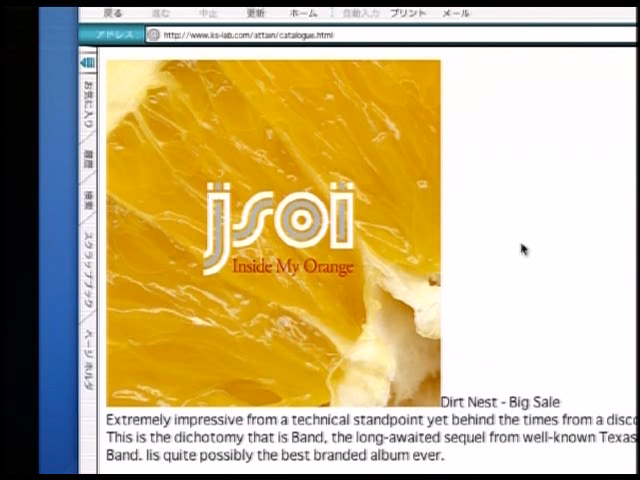 戻る 進む 中止 更新 ホーム 自動入力 プリント メール
アドレス: http://www.ks-lab.com/attain/catalogue.html
お気に入り
履歴
検索
スクラップブック
ページ ホルダ
jsoi
Inside My Orange
Dirt Nest - Big Sale
Extremely impressive from a technical standpoint yet behind the times from a disco
This is the dichotomy that is Band, the long-awaited sequel from well-known Texas
Band. Iis quite possibly the best branded album ever.